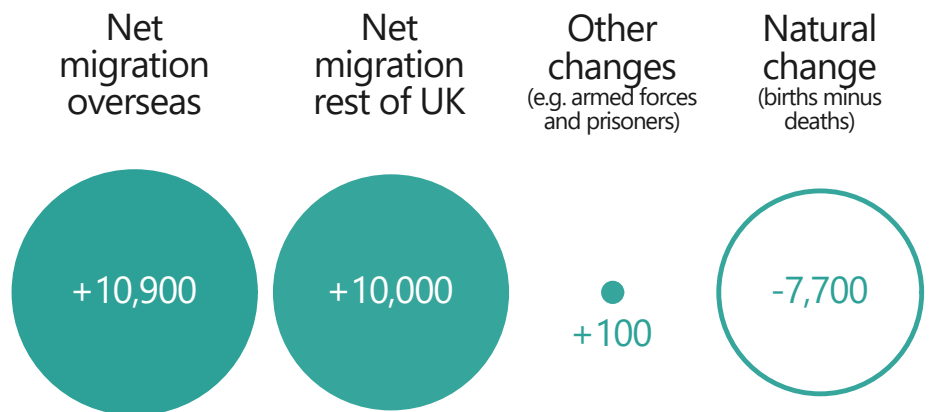 Net
migration
overseas
Net
migration
rest of UK
Other
changes
(e.g. armed forces
and prisoners)
Natural
change
(births minus
deaths)
+10,900
+10,000
+100
-7,700